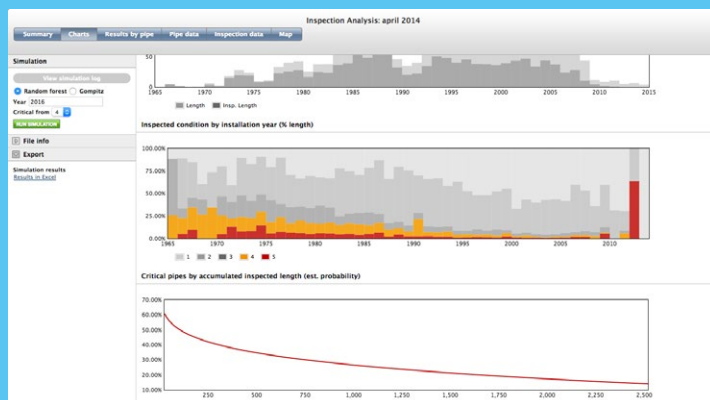 Inspection Analysis: april 2014
Summary Charts Results by pipe Pipe data Inspection data Map
Simulation
View simulation log
Random forest Gompitz
Year 2016
Critical from 4
RUN SIMULATION
File info
Export
Simulation results
Results in Excel
50
0
1965 1970 1975 1980 1985 1990 1995 2000 2005 2010 2015
Length Insp. Length
Inspected condition by installation year (% length)
100.00%
75.00%
50.00%
25.00%
0.00%
1965 1970 1975 1980 1985 1990 1995 2000 2005 2010
1 2 3 4 5
Critical pipes by accumulated inspected length (est. probability)
70.00%
60.00%
50.00%
40.00%
30.00%
20.00%
10.00%
250 500 750 1,000 1,250 1,500 1,750 2,000 2,250 2,500